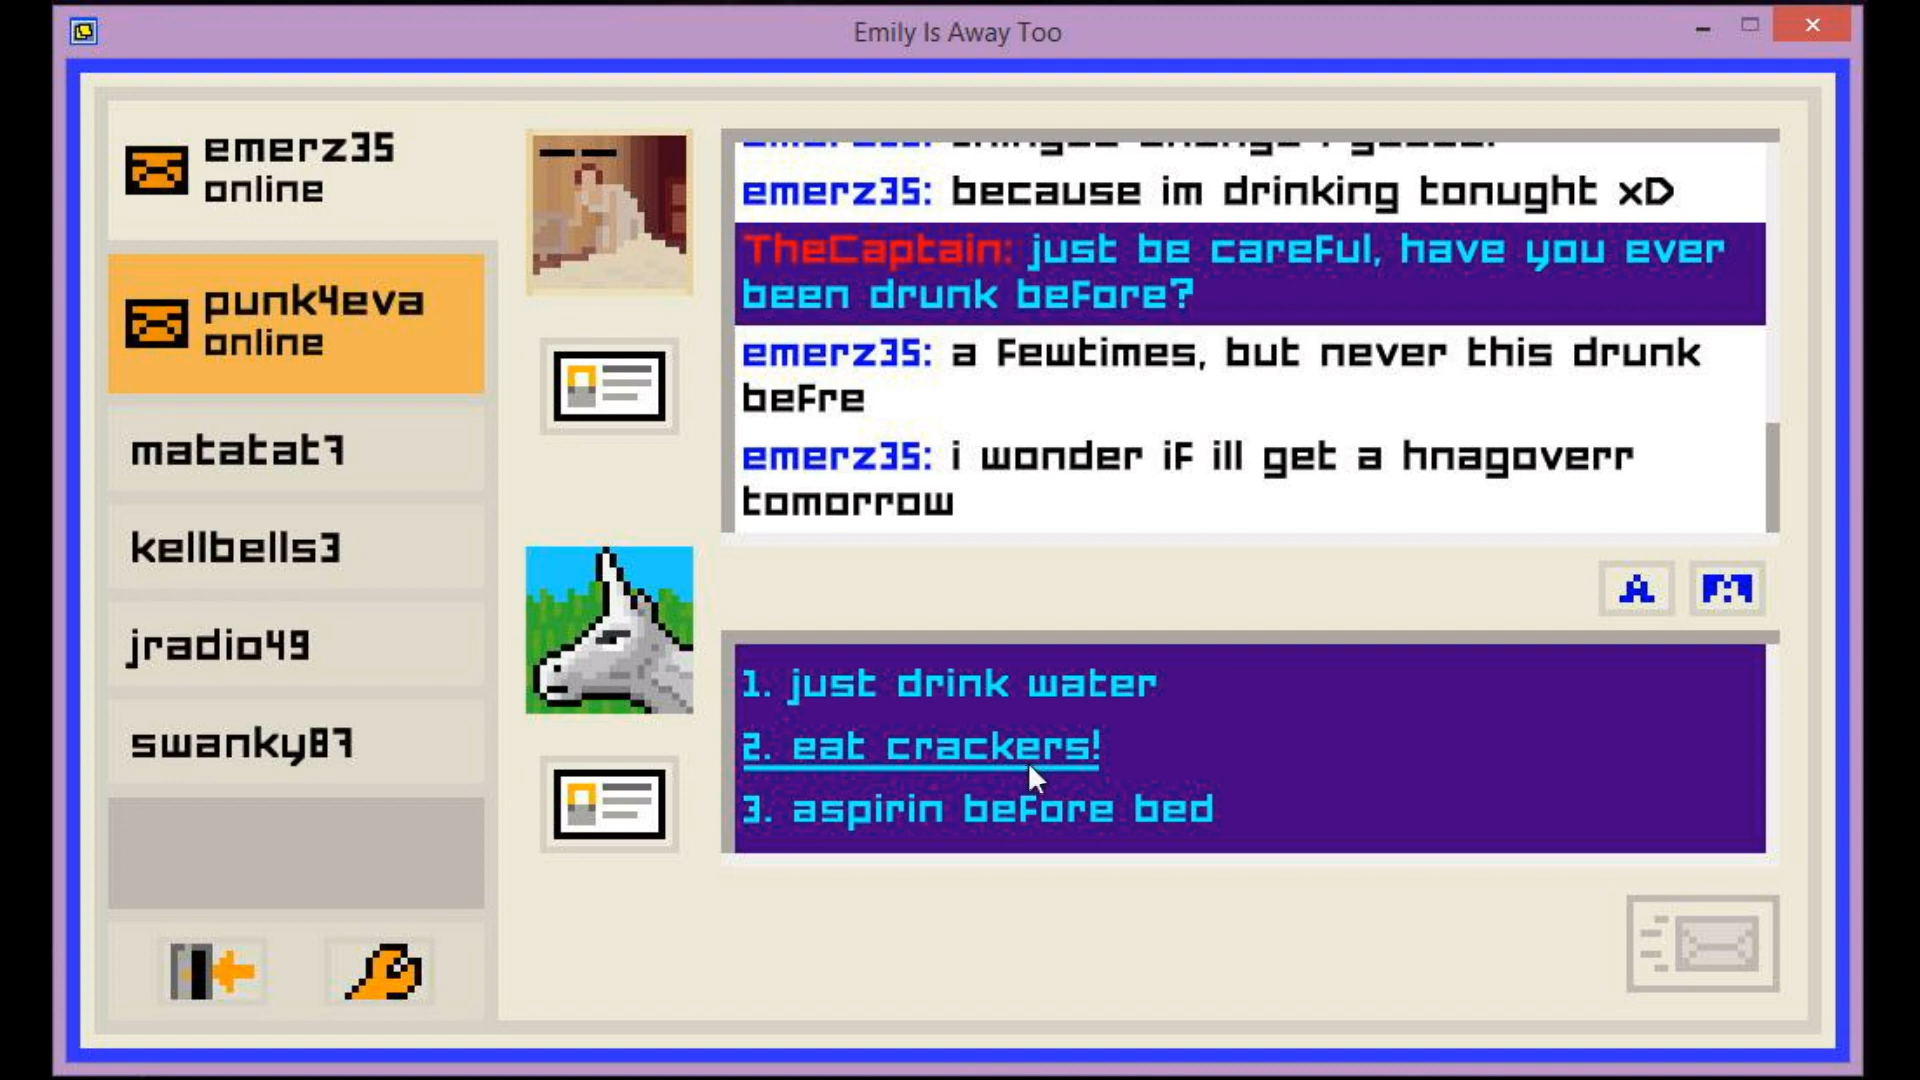 Emily Is Away Too
emerz35
online
punk4eva
online
matatat7
kellbells3
jradio49
swanky87
emerz35: because im drinking tonught xD
TheCaptain: just be careful, have you ever
been drunk before?
emerz35: a fewtimes, but never this drunk
befre
emerz35: i wonder if ill get a hnagoverr
tomorrow
A
1. just drink water
2. eat crackers!
3. aspirin before bed